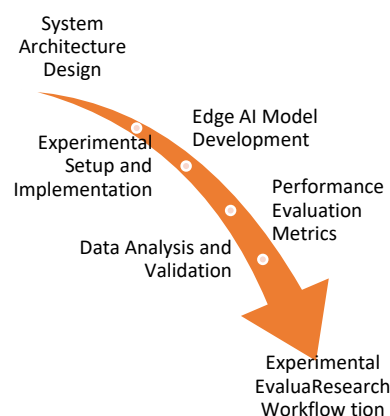 System
Architecture
Design
Edge AI Model
Development
Experimental
Setup and
Implementation
Performance
Evaluation
Metrics
Data Analysis and
Validation
Experimental
EvaluaResearch
Workflow tion